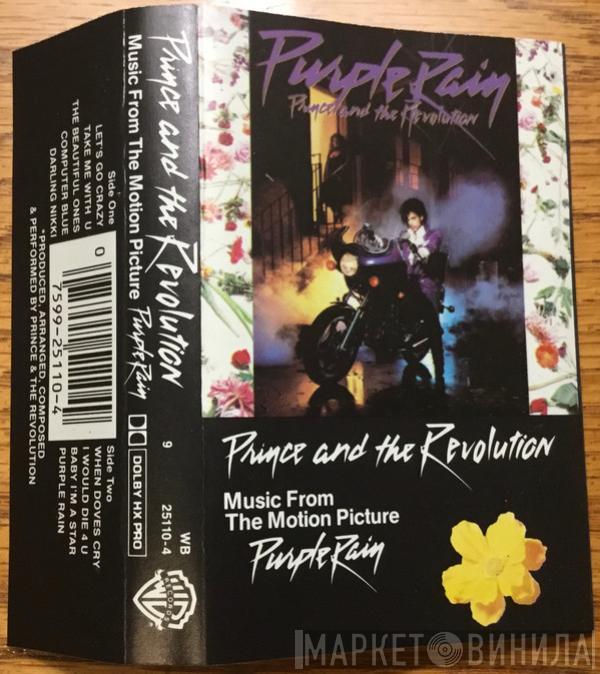 Side One
LET'S GO CRAZY
TAKE ME WITH U
THE BEAUTIFUL ONES
COMPUTER BLUE
DARLING NIKKI
0
7599-25110-4
Side Two
WHEN DOVES CRY
I WOULD DIE 4 U
BABY I'M A STAR
PURPLE RAIN
*PRODUCED, ARRANGED, COMPOSED
& PERFORMED BY PRINCE & THE REVOLUTION
Prince and the Revolution
Music From The Motion Picture Purple Rain
DOLBY HX PRO
9 25110-4
WB
WB
RECORDS
Purple Rain
Prince and the Revolution
Prince and the Revolution
Music From
The Motion Picture
Purple Rain
МАРКЕТ ВИНИЛА